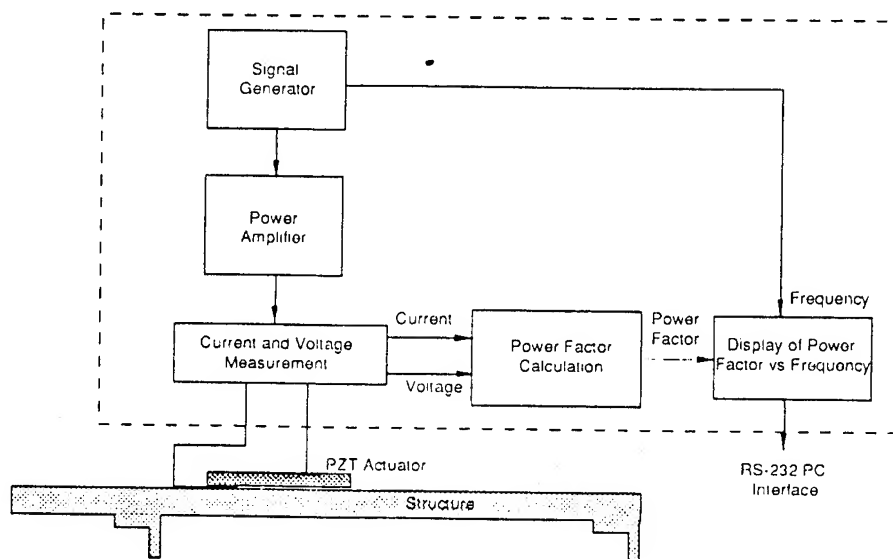 Signal
Generator
Power
Amplifier
Current and Voltage
Measurement
Current
Voltage
Power Factor
Calculation
Power
Factor
Frequency
Display of Power
Factor vs Frequency
RS-232 PC
Interface
PZT Actuator
Structure